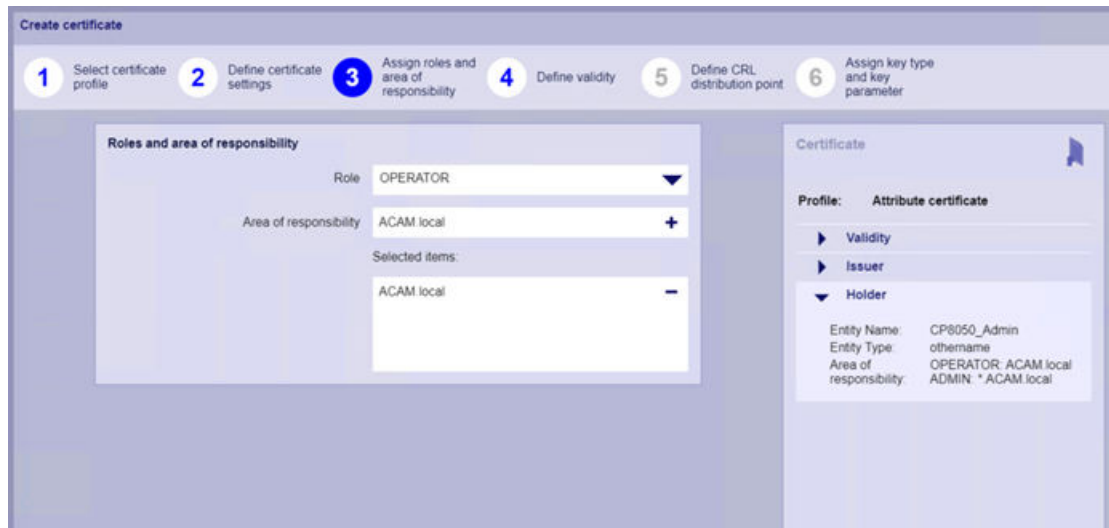 Create certificate
1 Select certificate profile
2 Define certificate settings
3 Assign roles and area of responsibility
4 Define validity
5 Define CRL distribution point
6 Assign key type and key parameter
Roles and area of responsibility
Role OPERATOR
Area of responsibility ACAM.local +
Selected items:
ACAM.local −
Certificate
Profile: Attribute certificate
Validity
Issuer
Holder
Entity Name: CP8050_Admin
Entity Type: othername
Area of responsibility: OPERATOR: ACAM.local
ADMIN: *.ACAM.local